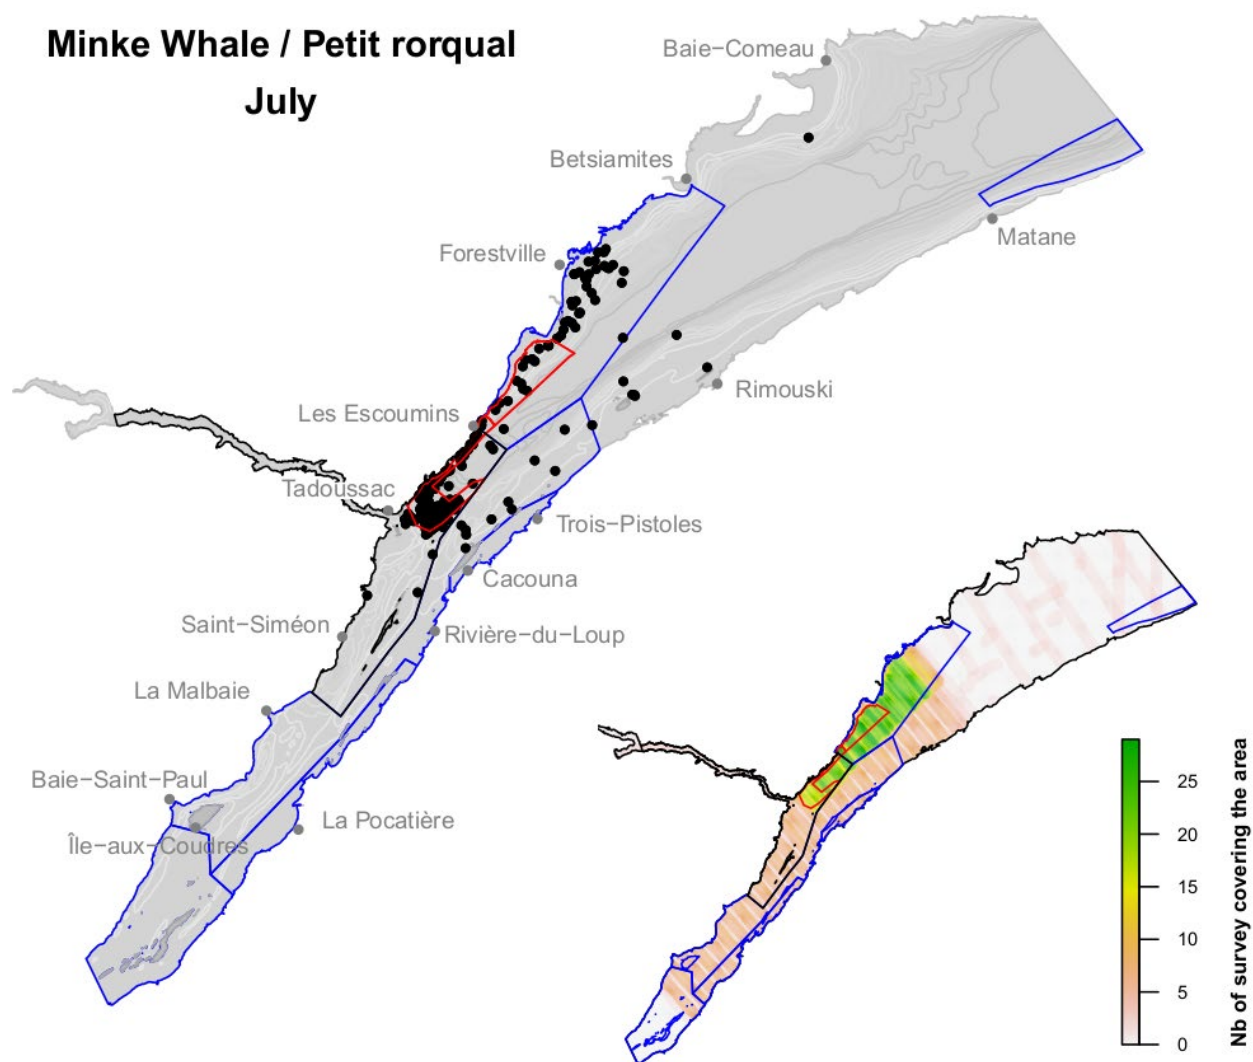 Minke Whale / Petit rorqual
July
Baie−Comeau
Betsiamites
Matane
Forestville
Rimouski
Les Escoumins
Tadoussac
Trois−Pistoles
Cacouna
Saint−Siméon
Rivière−du−Loup
La Malbaie
Baie−Saint−Paul
La Pocatière
Île−aux−Coudres
25
20
15
10
5
0
Nb of survey covering the area